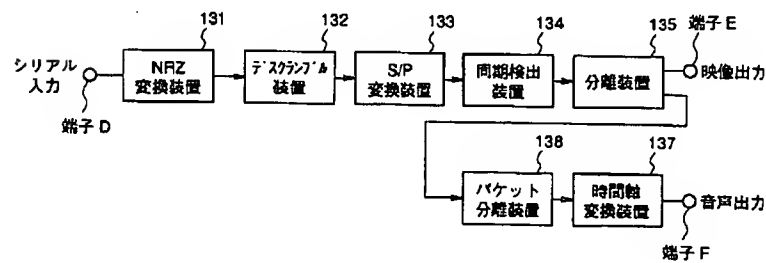 131
132
133
134
135
端子 E
シリアル
入力
NRZ
変換装置
デスクランブル
装置
S/P
変換装置
同期検出
装置
分離装置
映像出力
端子 D
138
137
パケット
分離装置
時間軸
変換装置
音声出力
端子 F